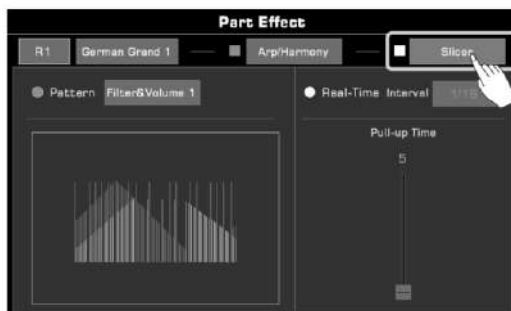 Part Effect
R1 German Grand 1 Arp/Harmony Slicer
Pattern Filter&Volume 1 Real-Time Interval 1/16
Pull-up Time
5